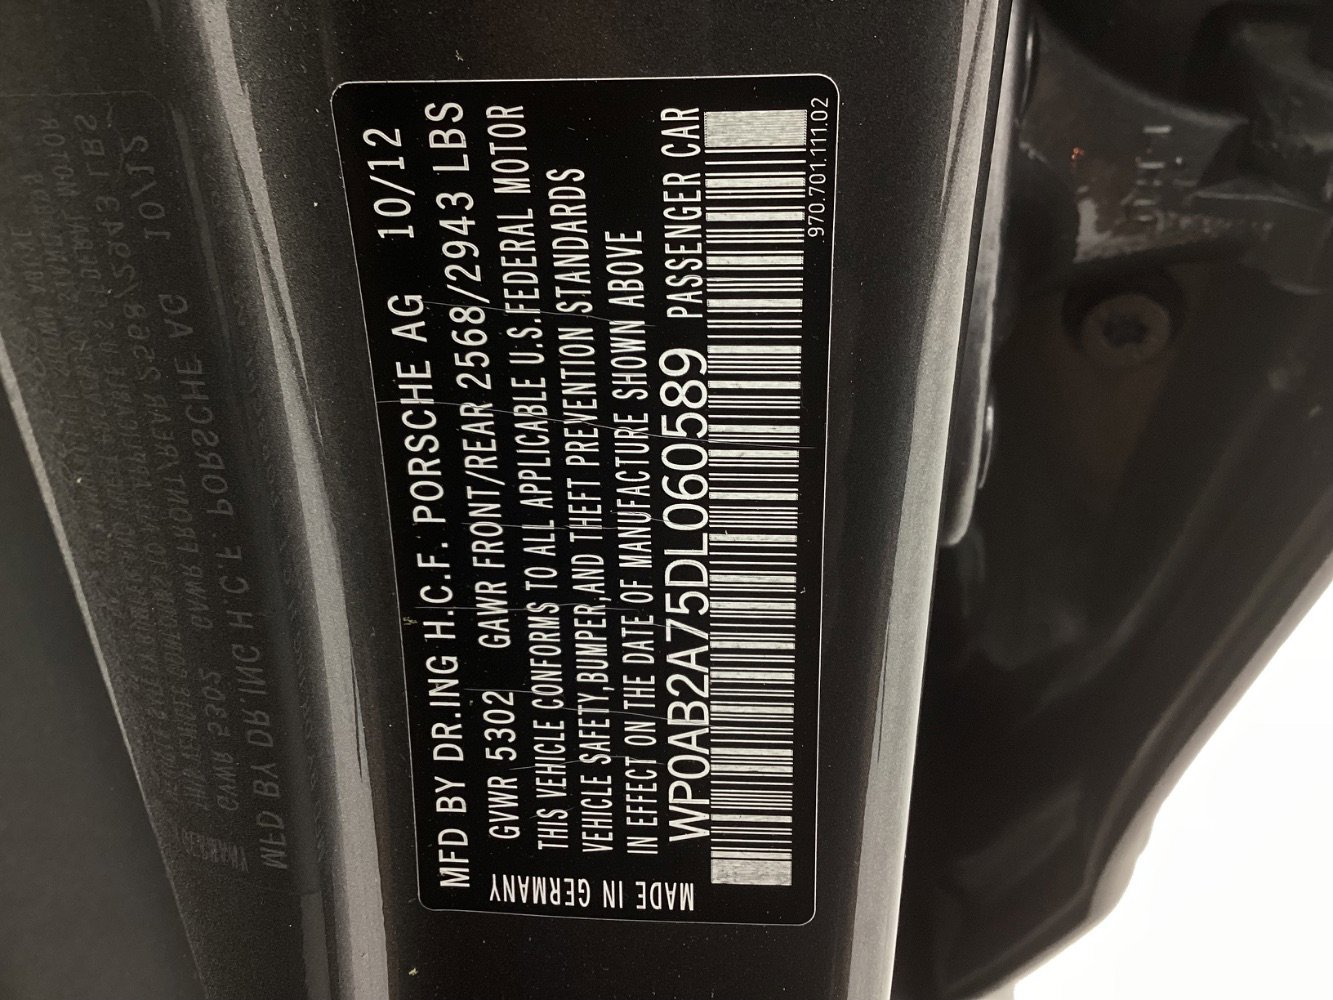 MFD BY DR.ING H.C.F. PORSCHE AG 10/12
GVWR 5302 GAWR FRONT/REAR 2568/2943 LBS
THIS VEHICLE CONFORMS TO ALL APPLICABLE U.S.FEDERAL MOTOR
VEHICLE SAFETY,BUMPER,AND THEFT PREVENTION STANDARDS
IN EFFECT ON THE DATE OF MANUFACTURE SHOWN ABOVE
WP0AB2A75DL060589 PASSENGER CAR
970.701.111.02
MADE IN GERMANY